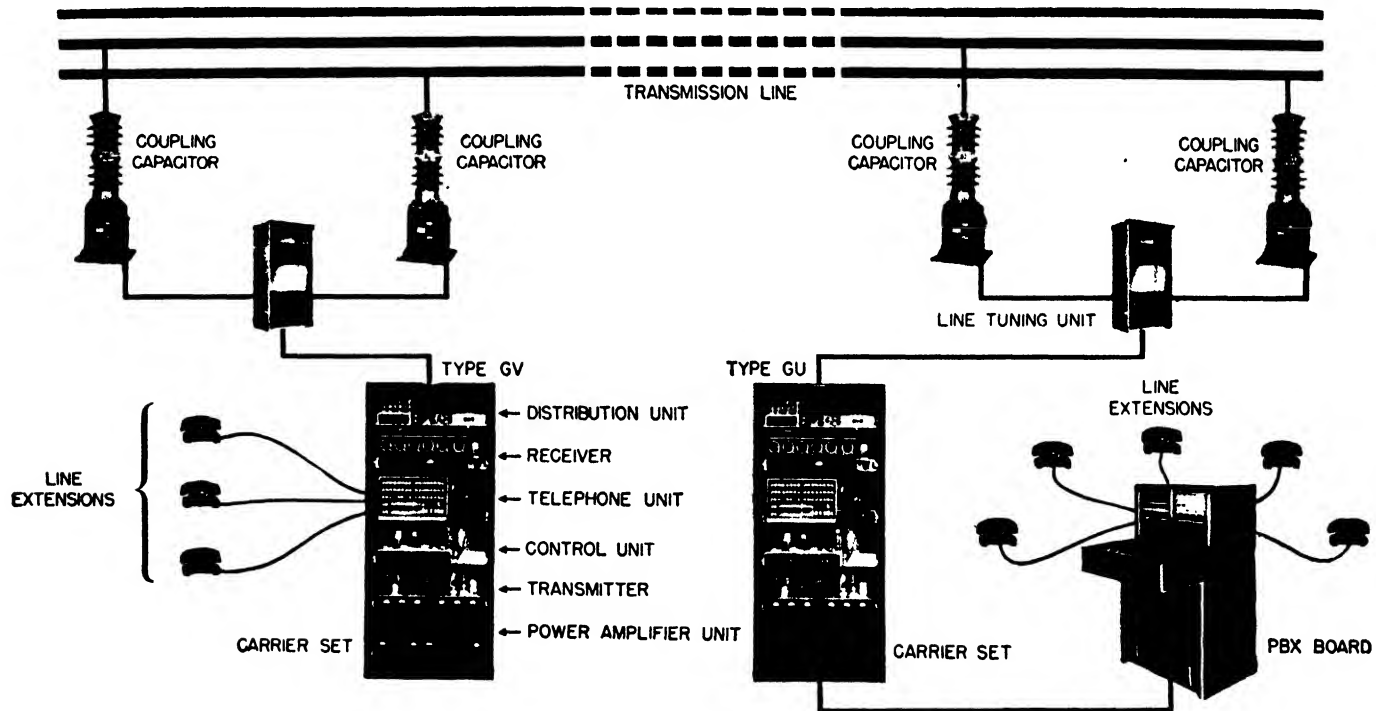 TRANSMISSION LINE
COUPLING
CAPACITOR
COUPLING
CAPACITOR
COUPLING
CAPACITOR
COUPLING
CAPACITOR
LINE TUNING UNIT
TYPE GV
TYPE GU
LINE
EXTENSIONS
DISTRIBUTION UNIT
RECEIVER
LINE
EXTENSIONS
TELEPHONE UNIT
CONTROL UNIT
TRANSMITTER
POWER AMPLIFIER UNIT
CARRIER SET
CARRIER SET
PBX BOARD